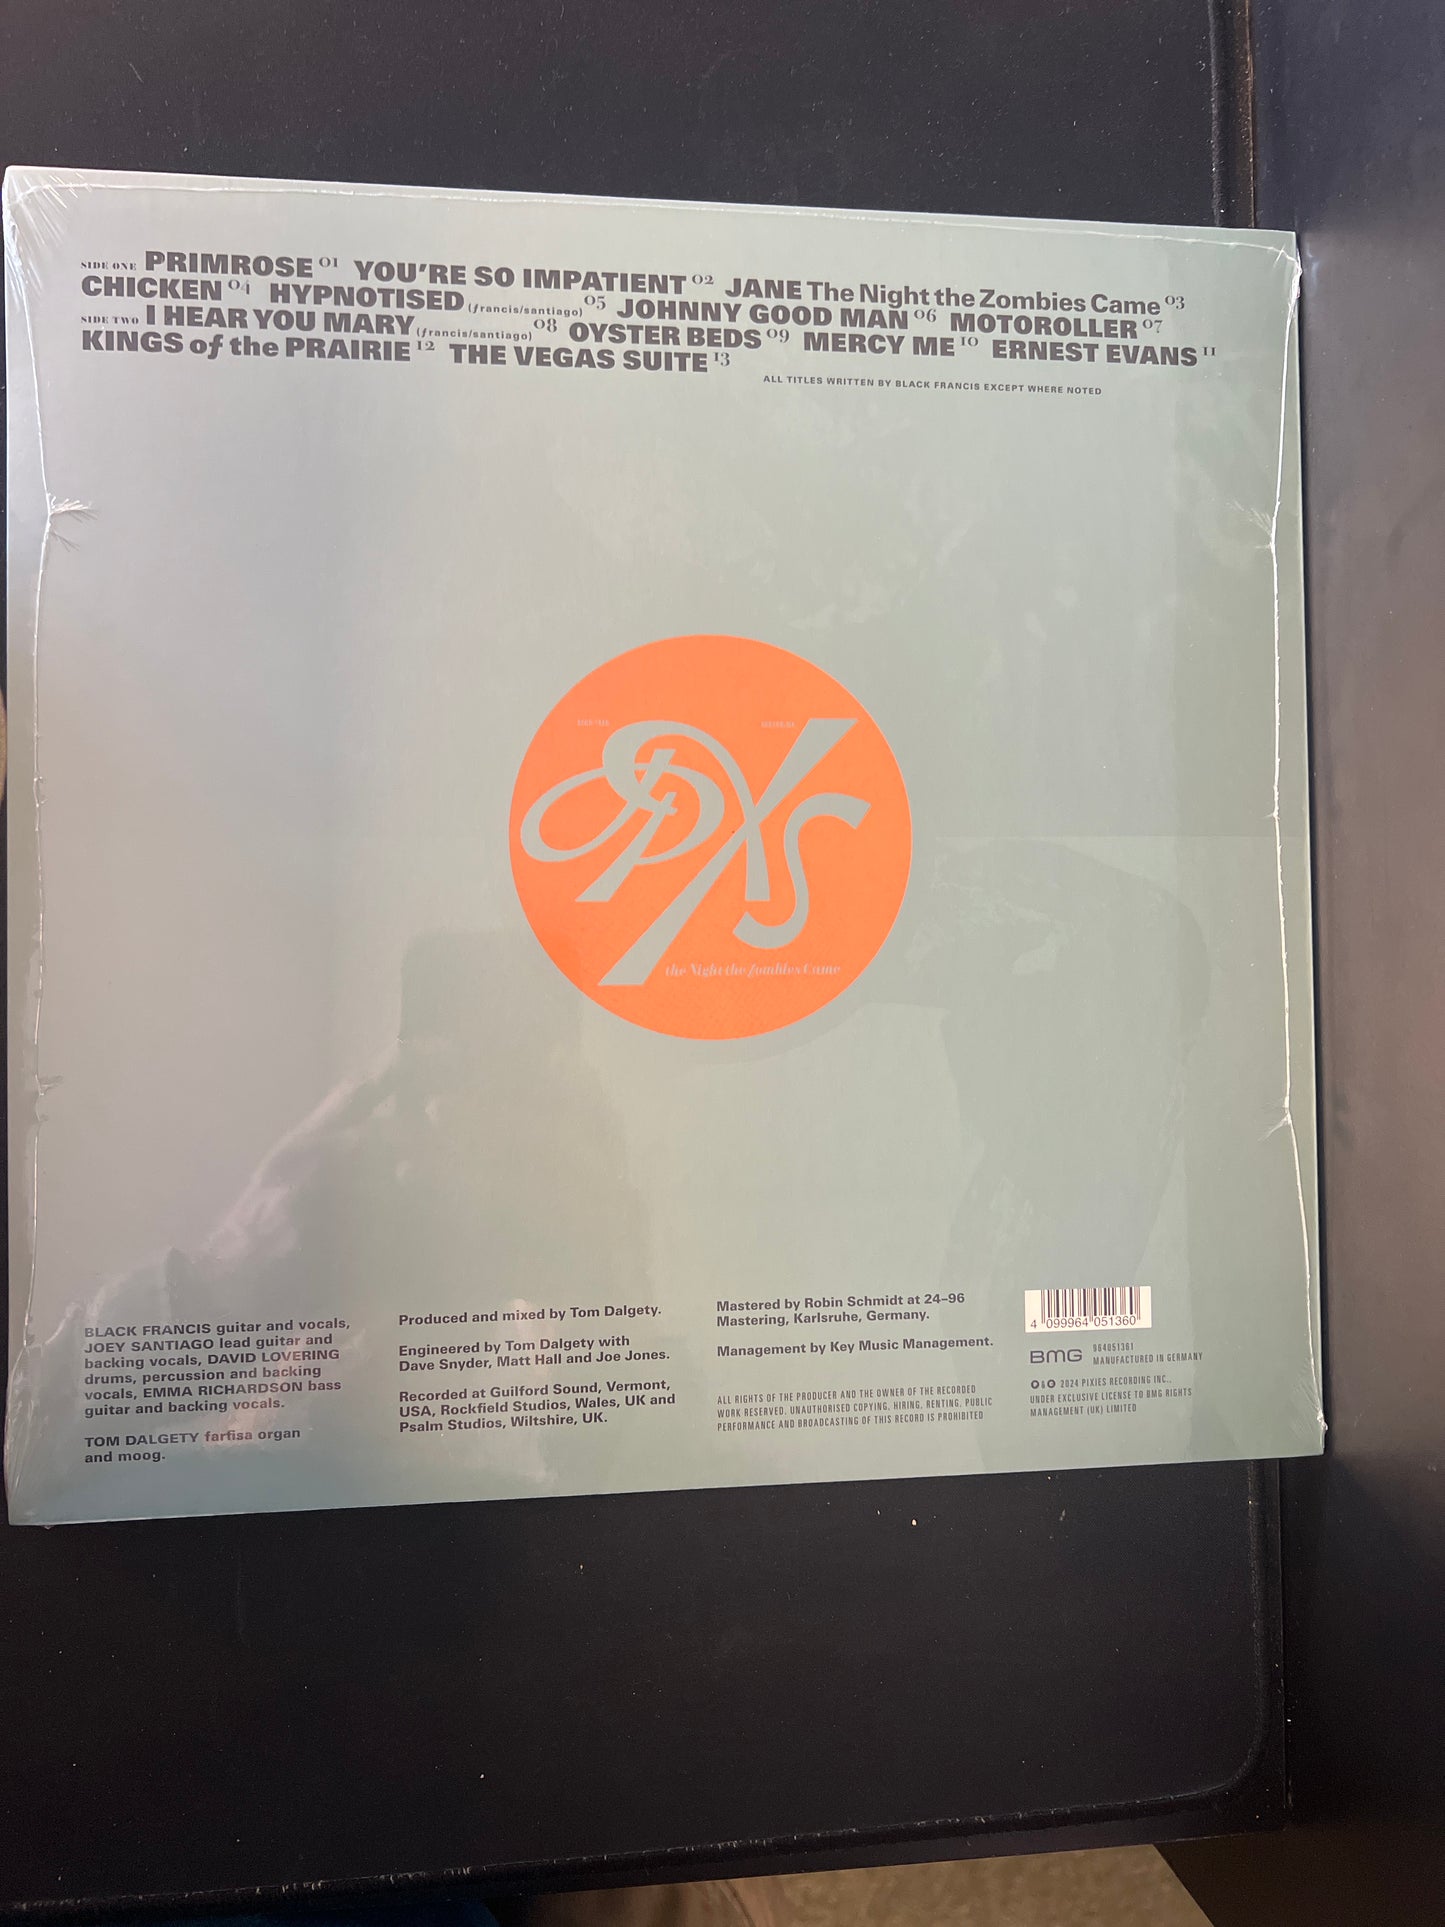 SIDE ONE PRIMROSE 01 YOU'RE SO IMPATIENT 02 JANE The Night the Zombies Came 03
CHICKEN 04 HYPNOTISED (francis/santiago) 05 JOHNNY GOOD MAN 06 MOTOROLLER 07
SIDE TWO I HEAR YOU MARY (francis/santiago) 08 OYSTER BEDS 09 MERCY ME 10 ERNEST EVANS 11
KINGS of the PRAIRIE 12 THE VEGAS SUITE 13
ALL TITLES WRITTEN BY BLACK FRANCIS EXCEPT WHERE NOTED
PIXIES
the Night the Zombies Came
BLACK FRANCIS guitar and vocals,
JOEY SANTIAGO lead guitar and
backing vocals, DAVID LOVERING
drums, percussion and backing
vocals, EMMA RICHARDSON bass
guitar and backing vocals.
TOM DALGETY farfisa organ
and moog.
Produced and mixed by Tom Dalgety.
Engineered by Tom Dalgety with
Dave Snyder, Matt Hall and Joe Jones.
Recorded at Guilford Sound, Vermont,
USA, Rockfield Studios, Wales, UK and
Psalm Studios, Wiltshire, UK.
Mastered by Robin Schmidt at 24–96
Mastering, Karlsruhe, Germany.
Management by Key Music Management.
ALL RIGHTS OF THE PRODUCER AND THE OWNER OF THE RECORDED
WORK RESERVED. UNAUTHORISED COPYING, HIRING, RENTING, PUBLIC
PERFORMANCE AND BROADCASTING OF THIS RECORD IS PROHIBITED
4 099964 051360
BMG
964051361
MANUFACTURED IN GERMANY
℗ & © 2024 PIXIES RECORDING INC.,
UNDER EXCLUSIVE LICENSE TO BMG RIGHTS
MANAGEMENT (UK) LIMITED